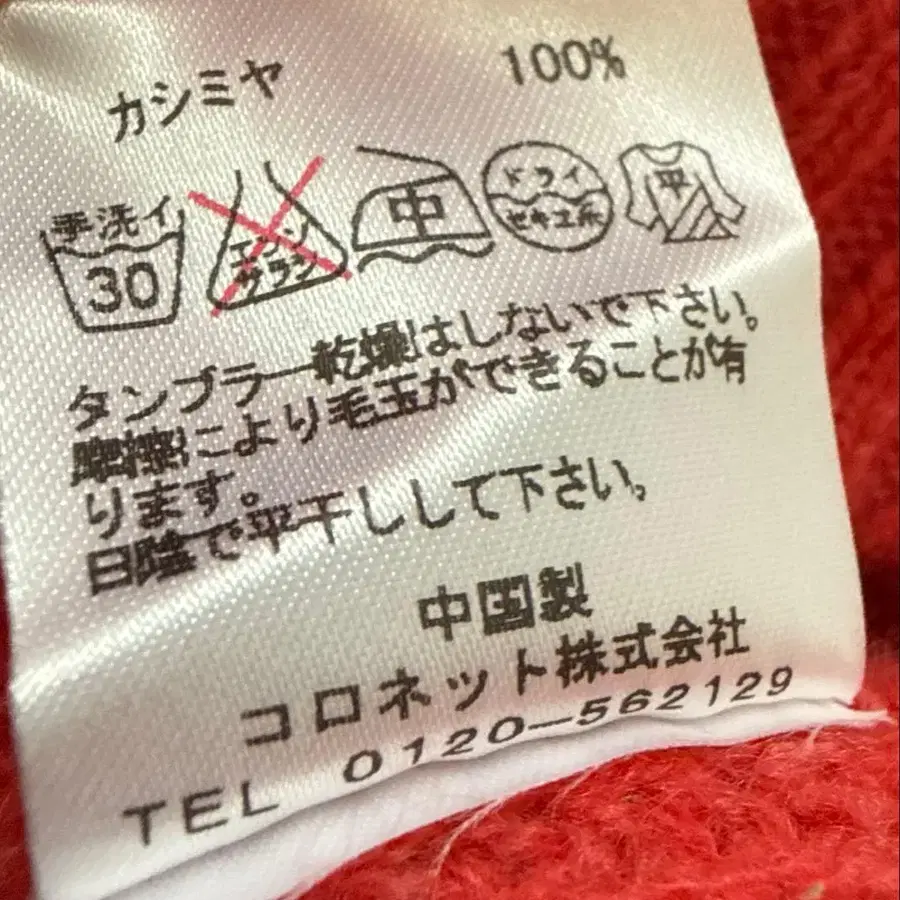 カシミヤ 100%
手洗イ
30
エンソ
サラシ
中
ドライ
セキユ系
平
タンブラー乾燥はしないで下さい。
摩擦により毛玉ができることが有
ります。
日陰で平干しして下さい。
中国製
コロネット株式会社
TEL 0120-562129